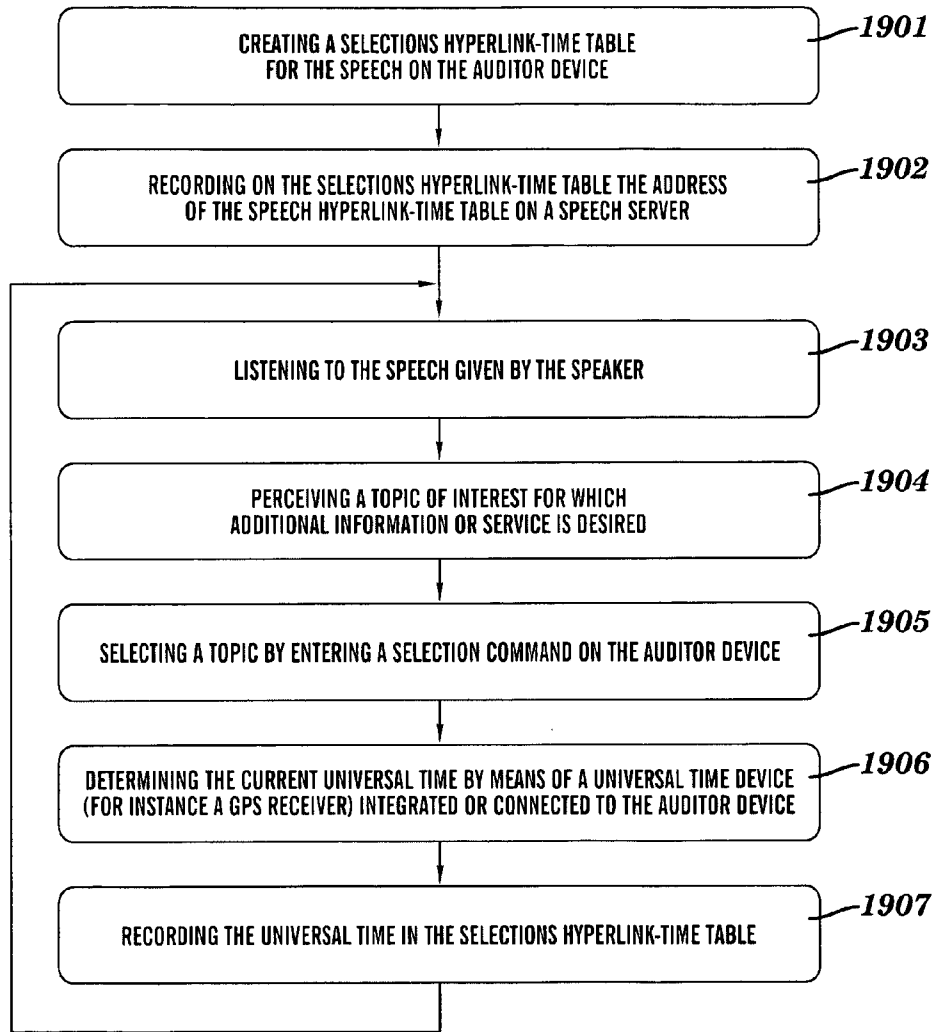 1901
CREATING A SELECTIONS HYPERLINK-TIME TABLE
FOR THE SPEECH ON THE AUDITOR DEVICE
1902
RECORDING ON THE SELECTIONS HYPERLINK-TIME TABLE THE ADDRESS
OF THE SPEECH HYPERLINK-TIME TABLE ON A SPEECH SERVER
1903
LISTENING TO THE SPEECH GIVEN BY THE SPEAKER
1904
PERCEIVING A TOPIC OF INTEREST FOR WHICH
ADDITIONAL INFORMATION OR SERVICE IS DESIRED
1905
SELECTING A TOPIC BY ENTERING A SELECTION COMMAND ON THE AUDITOR DEVICE
1906
DETERMINING THE CURRENT UNIVERSAL TIME BY MEANS OF A UNIVERSAL TIME DEVICE
(FOR INSTANCE A GPS RECEIVER) INTEGRATED OR CONNECTED TO THE AUDITOR DEVICE
1907
RECORDING THE UNIVERSAL TIME IN THE SELECTIONS HYPERLINK-TIME TABLE